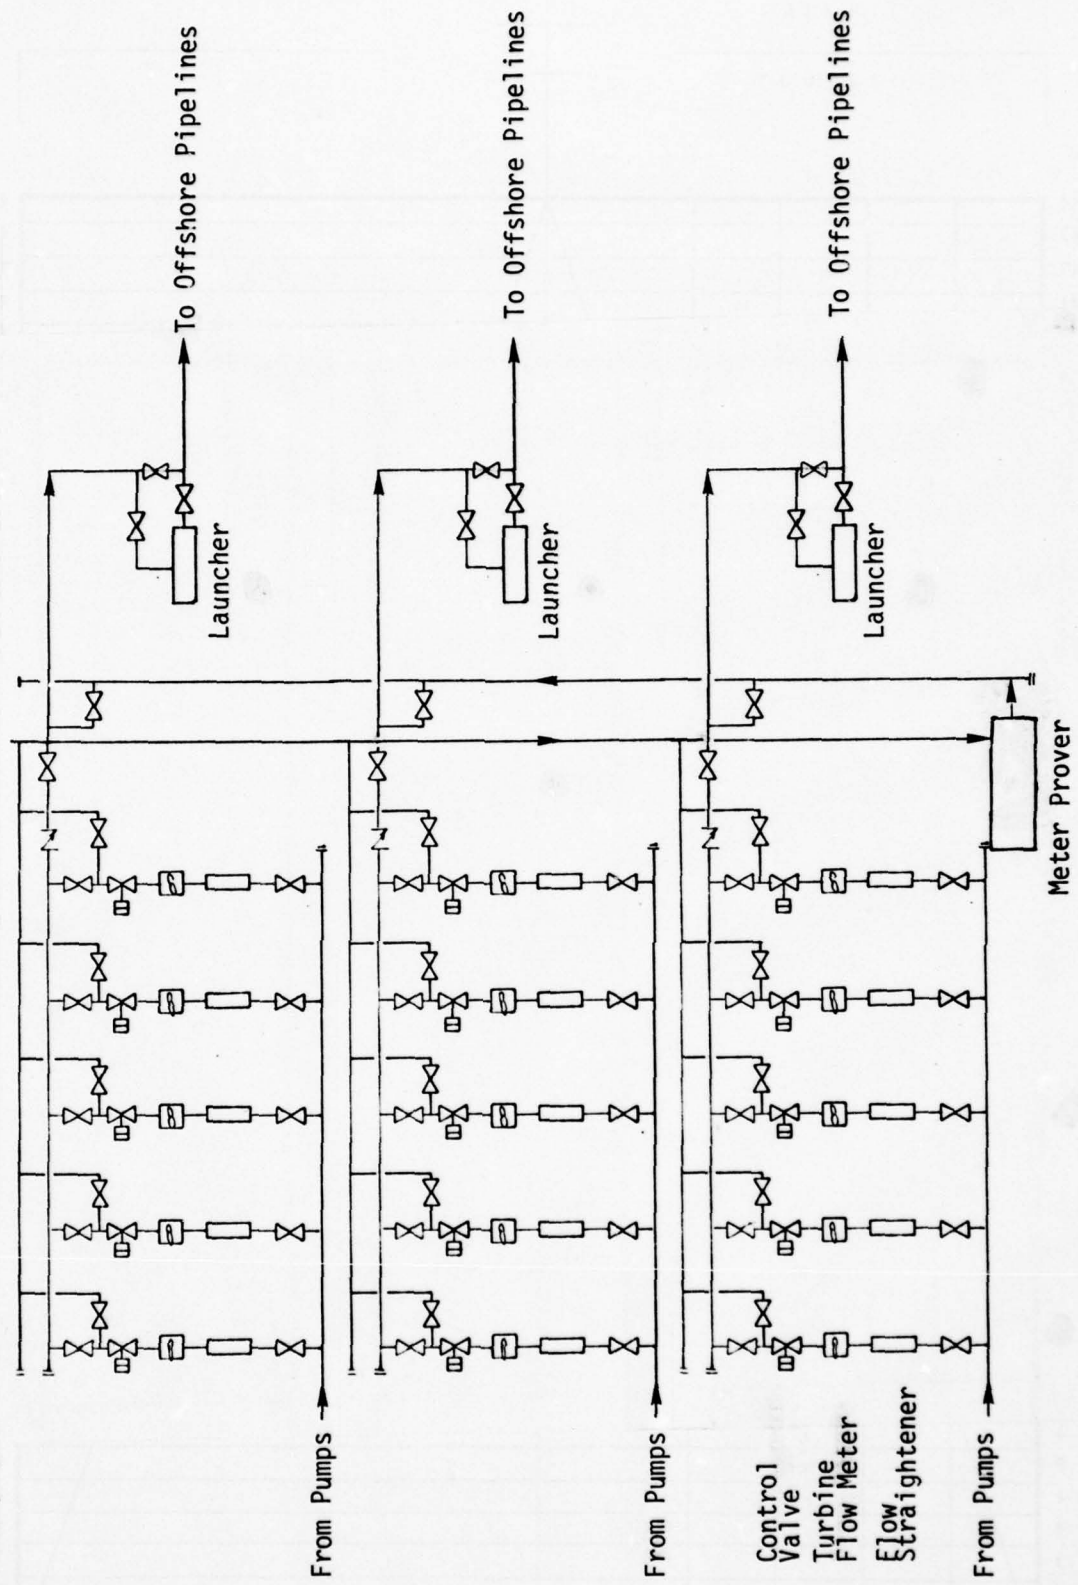 To Offshore Pipelines
To Offshore Pipelines
To Offshore Pipelines
Launcher
Launcher
Launcher
Meter Prover
From Pumps
From Pumps
Control
Valve
Turbine
Flow Meter
Flow
Straightener
From Pumps